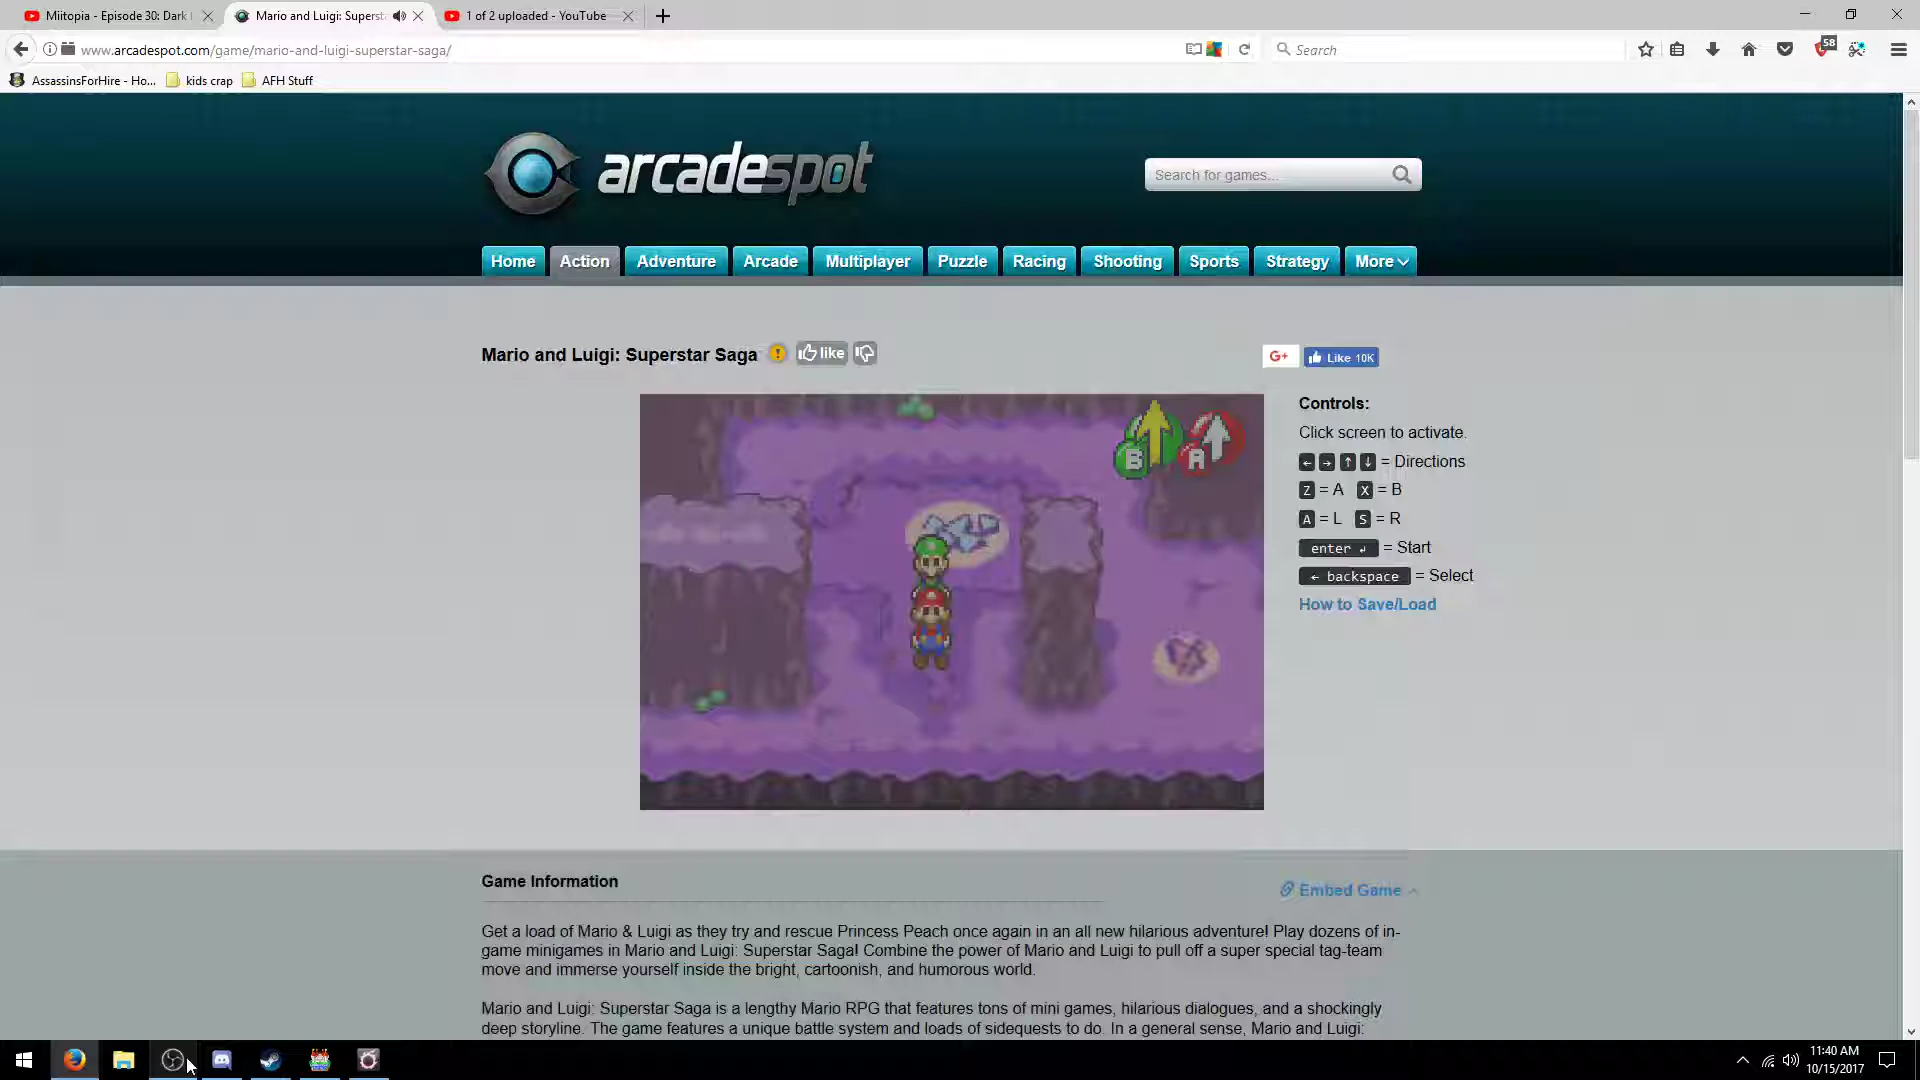 Miitopia - Episode 30: Dark
Mario and Luigi: Superst
1 of 2 uploaded - YouTube
www.arcadespot.com/game/mario-and-luigi-superstar-saga/
Search
58
AssassinsForHire - Ho...
kids crap
AFH Stuff
arcadespot
Search for games...
Home
Action
Adventure
Arcade
Multiplayer
Puzzle
Racing
Shooting
Sports
Strategy
More
Mario and Luigi: Superstar Saga
like
G+
Like 10K
B
A
Controls:
Click screen to activate.
← → ↑ ↓ = Directions
Z = A X = B
A = L S = R
enter ↲ = Start
← backspace = Select
How to Save/Load
Game Information
Embed Game
Get a load of Mario & Luigi as they try and rescue Princess Peach once again in an all new hilarious adventure! Play dozens of in-
game minigames in Mario and Luigi: Superstar Saga! Combine the power of Mario and Luigi to pull off a super special tag-team
move and immerse yourself inside the bright, cartoonish, and humorous world.
Mario and Luigi: Superstar Saga is a lengthy Mario RPG that features tons of mini games, hilarious dialogues, and a shockingly
deep storyline. The game features a unique battle system and loads of sidequests to do. In a general sense, Mario and Luigi:
11:40 AM
10/15/2017